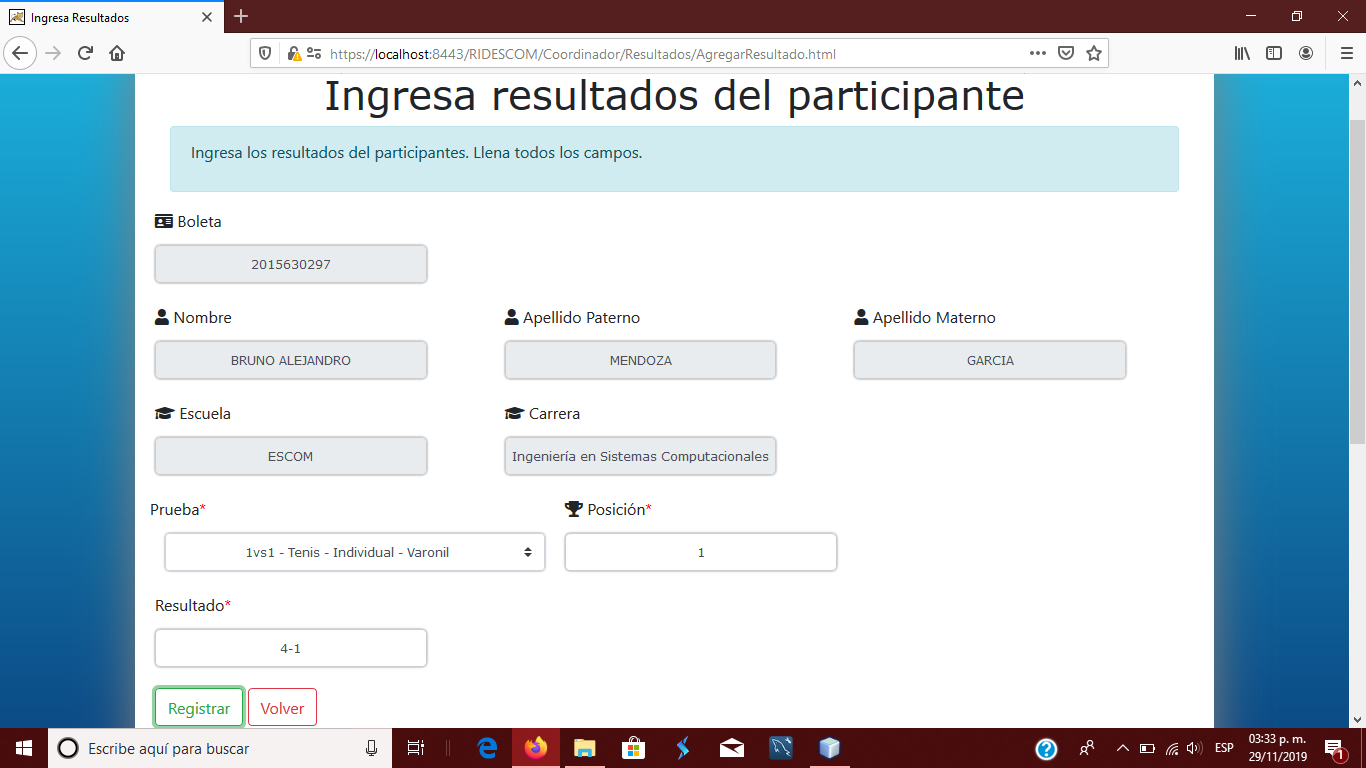 Ingresa Resultados
https://localhost:8443/RIDESCOM/Coordinador/Resultados/AgregarResultado.html
Ingresa resultados del participante
Ingresa los resultados del participantes. Llena todos los campos.
Boleta
2015630297
Nombre Apellido Paterno Apellido Materno
BRUNO ALEJANDRO MENDOZA GARCIA
Escuela Carrera
ESCOM Ingeniería en Sistemas Computacionales
Prueba* Posición*
1vs1 - Tenis - Individual - Varonil 1
Resultado*
4-1
Registrar Volver
Escribe aquí para buscar ESP 03:33 p. m.
29/11/2019 1